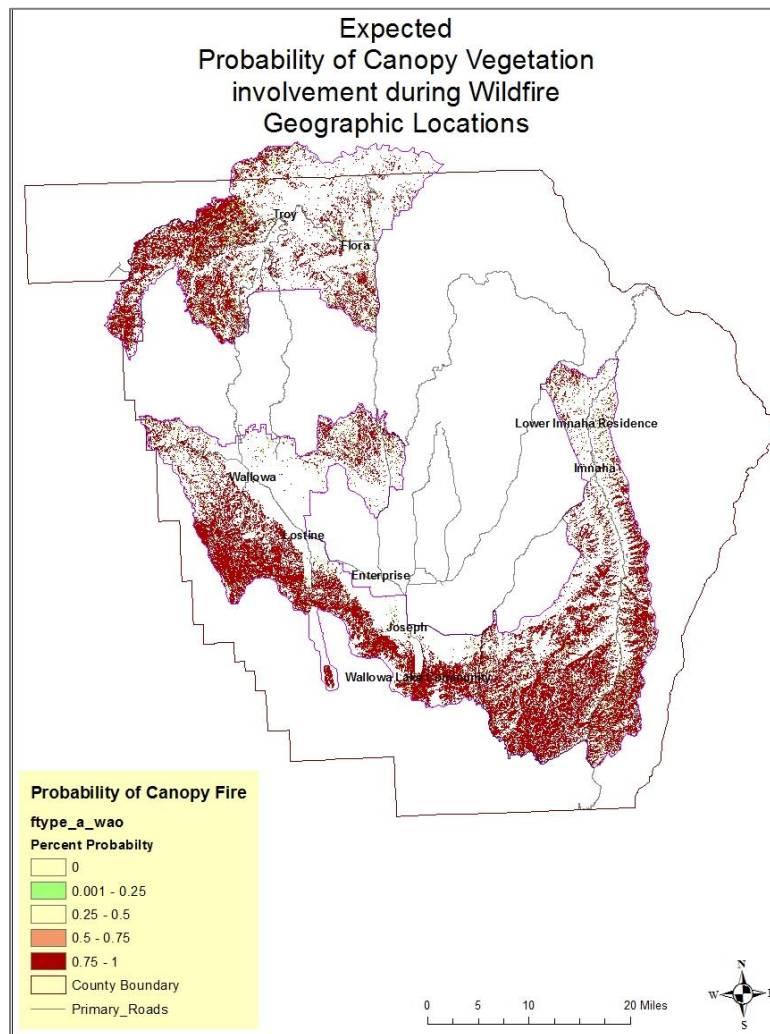 Expected
Probability of Canopy Vegetation
involvement during Wildfire
Geographic Locations
Troy
Flora
Lower Imnaha Residence
Imnaha
Wallowa
Lostine
Enterprise
Joseph
Wallowa Lake Community
Probability of Canopy Fire
ftype_a_wao
Percent Probabilty
0
0.001 - 0.25
0.25 - 0.5
0.5 - 0.75
0.75 - 1
County Boundary
Primary_Roads
N
W E
S
0 5 10 20 Miles